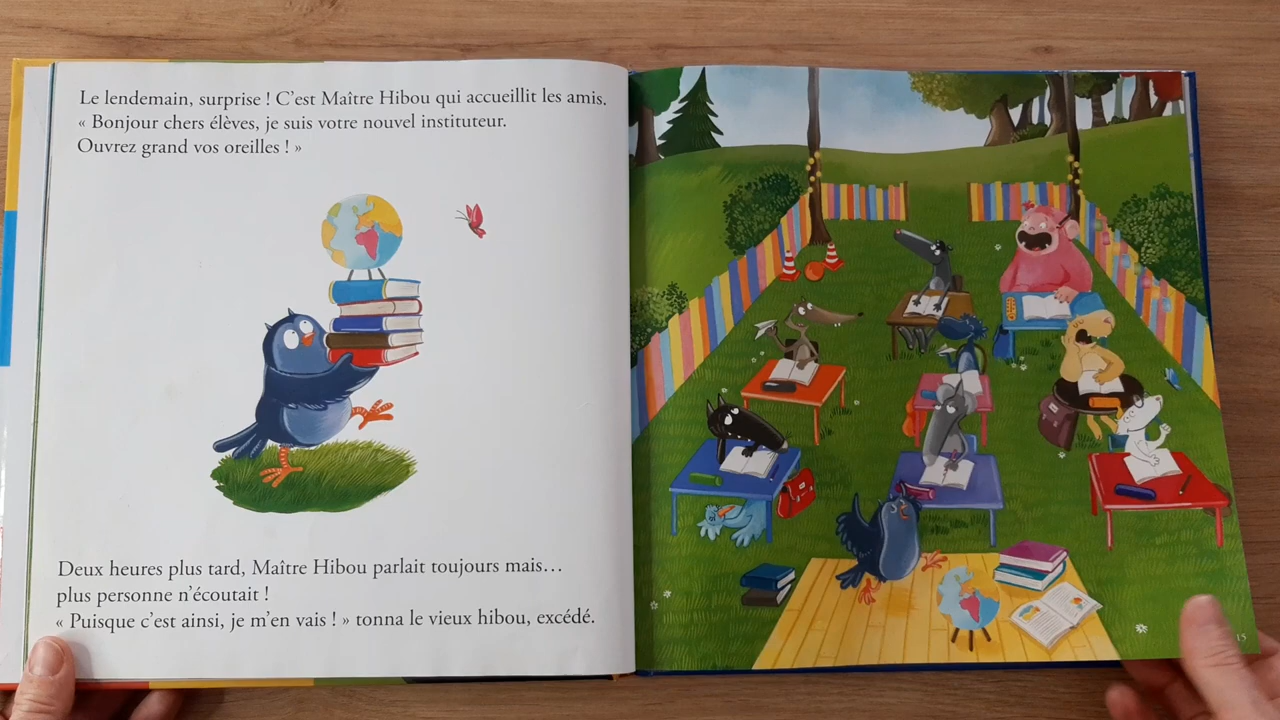 Le lendemain, surprise ! C'est Maître Hibou qui accueillit les amis.
« Bonjour chers élèves, je suis votre nouvel instituteur.
Ouvrez grand vos oreilles ! »
Deux heures plus tard, Maître Hibou parlait toujours mais…
plus personne n'écoutait !
« Puisque c'est ainsi, je m'en vais ! » tonna le vieux hibou, excédé.
15